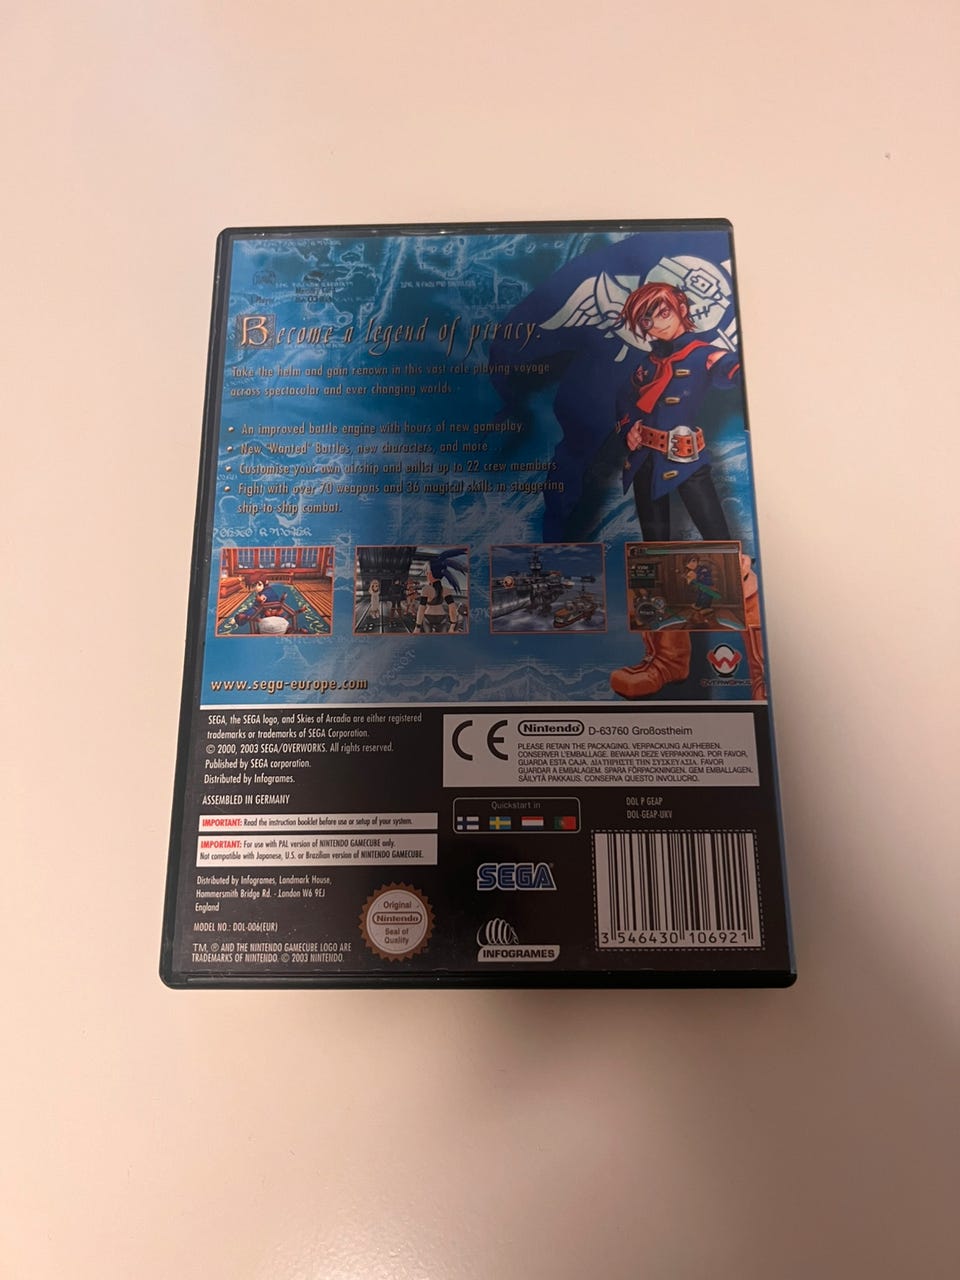 1 Player
Become a legend of piracy.
Take the helm and gain renown in this vast role playing voyage
across spectacular and ever changing worlds.
• An improved battle engine with hours of new gameplay.
• New "Wanted" Battles, new characters, and more...
• Customise your own airship and enlist up to 22 crew members
• Fight with over 70 weapons and 36 magical skills in staggering
ship-to-ship combat.
www.sega-europe.com
OVERWORKS
SEGA, the SEGA logo, and Skies of Arcadia are either registered
trademarks or trademarks of SEGA Corporation.
© 2000, 2003 SEGA/OVERWORKS. All rights reserved.
Published by SEGA corporation.
Distributed by Infogrames.
ASSEMBLED IN GERMANY
IMPORTANT: Read the instruction booklet before use or setup of your system.
IMPORTANT: For use with PAL version of NINTENDO GAMECUBE only.
Not compatible with Japanese, U.S. or Brazilian version of NINTENDO GAMECUBE.
Distributed by Infogrames, Landmark House,
Hammersmith Bridge Rd. - London W6 9EJ
England
MODEL NO.: DOL-006(EUR)
TM, ® AND THE NINTENDO GAMECUBE LOGO ARE
TRADEMARKS OF NINTENDO. © 2003 NINTENDO.
CE Nintendo D-63760 Großostheim
PLEASE RETAIN THE PACKAGING. VERPACKUNG AUFHEBEN.
CONSERVER L'EMBALLAGE. BEWAAR DEZE VERPAKKING. POR FAVOR,
GUARDA ESTA CAJA. ΔΙΑΤΗΡΗΣΤΕ ΤΗΝ ΣΥΣΚΕΥΑΣΙΑ. FAVOR
GUARDAR A EMBALAGEM. SPARA FÖRPACKNINGEN. GEM EMBALLAGEN.
SÄILYTÄ PAKKAUS. CONSERVA QUESTO INVOLUCRO.
Quickstart in
DOL P GEAP
DOL-GEAP-UKV
SEGA®
Original
Nintendo
Seal of
Quality
INFOGRAMES
3 546430 106921